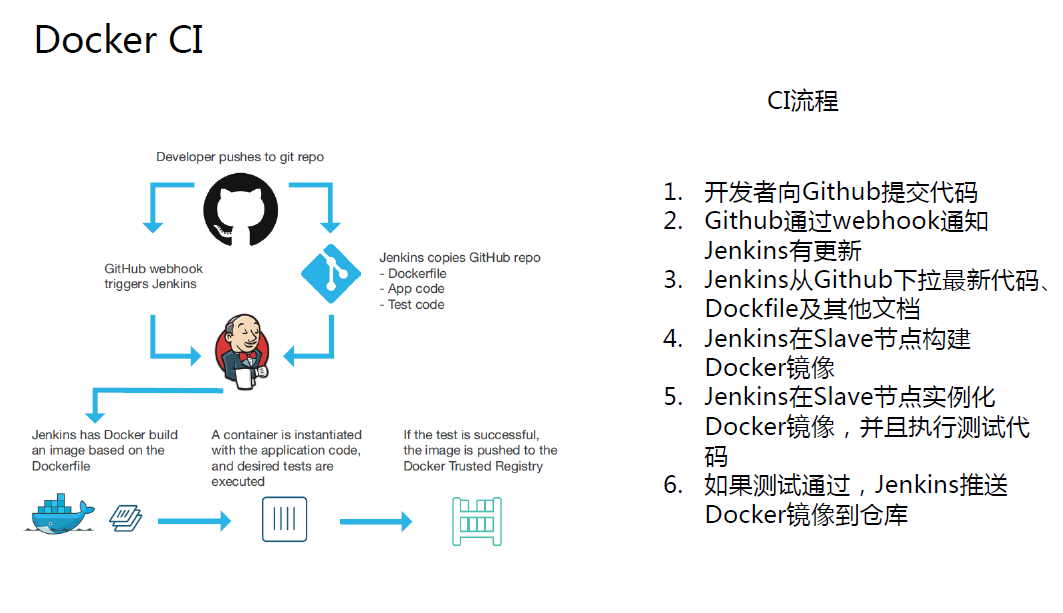 Docker CI
CI流程
Developer pushes to git repo
GitHub webhook
triggers Jenkins
Jenkins copies GitHub repo
- Dockerfile
- App code
- Test code
Jenkins has Docker build
an image based on the
Dockerfile
A container is instantiated
with the application code,
and desired tests are
executed
If the test is successful,
the image is pushed to the
Docker Trusted Registry
1. 开发者向Github提交代码
2. Github通过webhook通知
Jenkins有更新
3. Jenkins从Github下拉最新代码、
Dockfile及其他文档
4. Jenkins在Slave节点构建
Docker镜像
5. Jenkins在Slave节点实例化
Docker镜像，并且执行测试代
码
6. 如果测试通过，Jenkins推送
Docker镜像到仓库